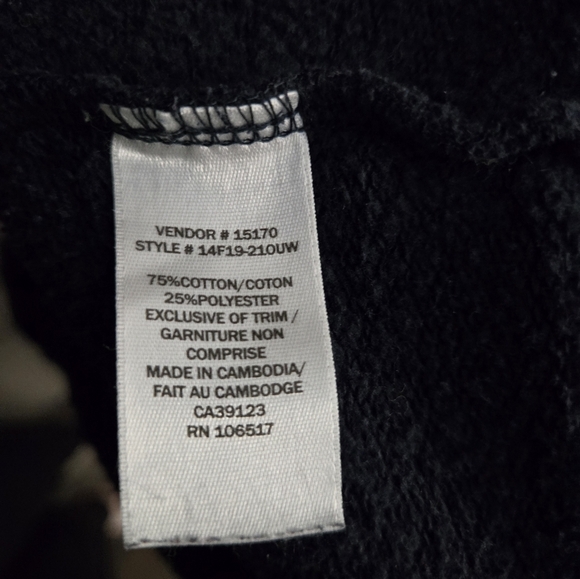 VENDOR # 15170
STYLE # 14F19-210UW
75%COTTON/COTON
25%POLYESTER
EXCLUSIVE OF TRIM /
GARNITURE NON
COMPRISE
MADE IN CAMBODIA/
FAIT AU CAMBODGE
CA39123
RN 106517